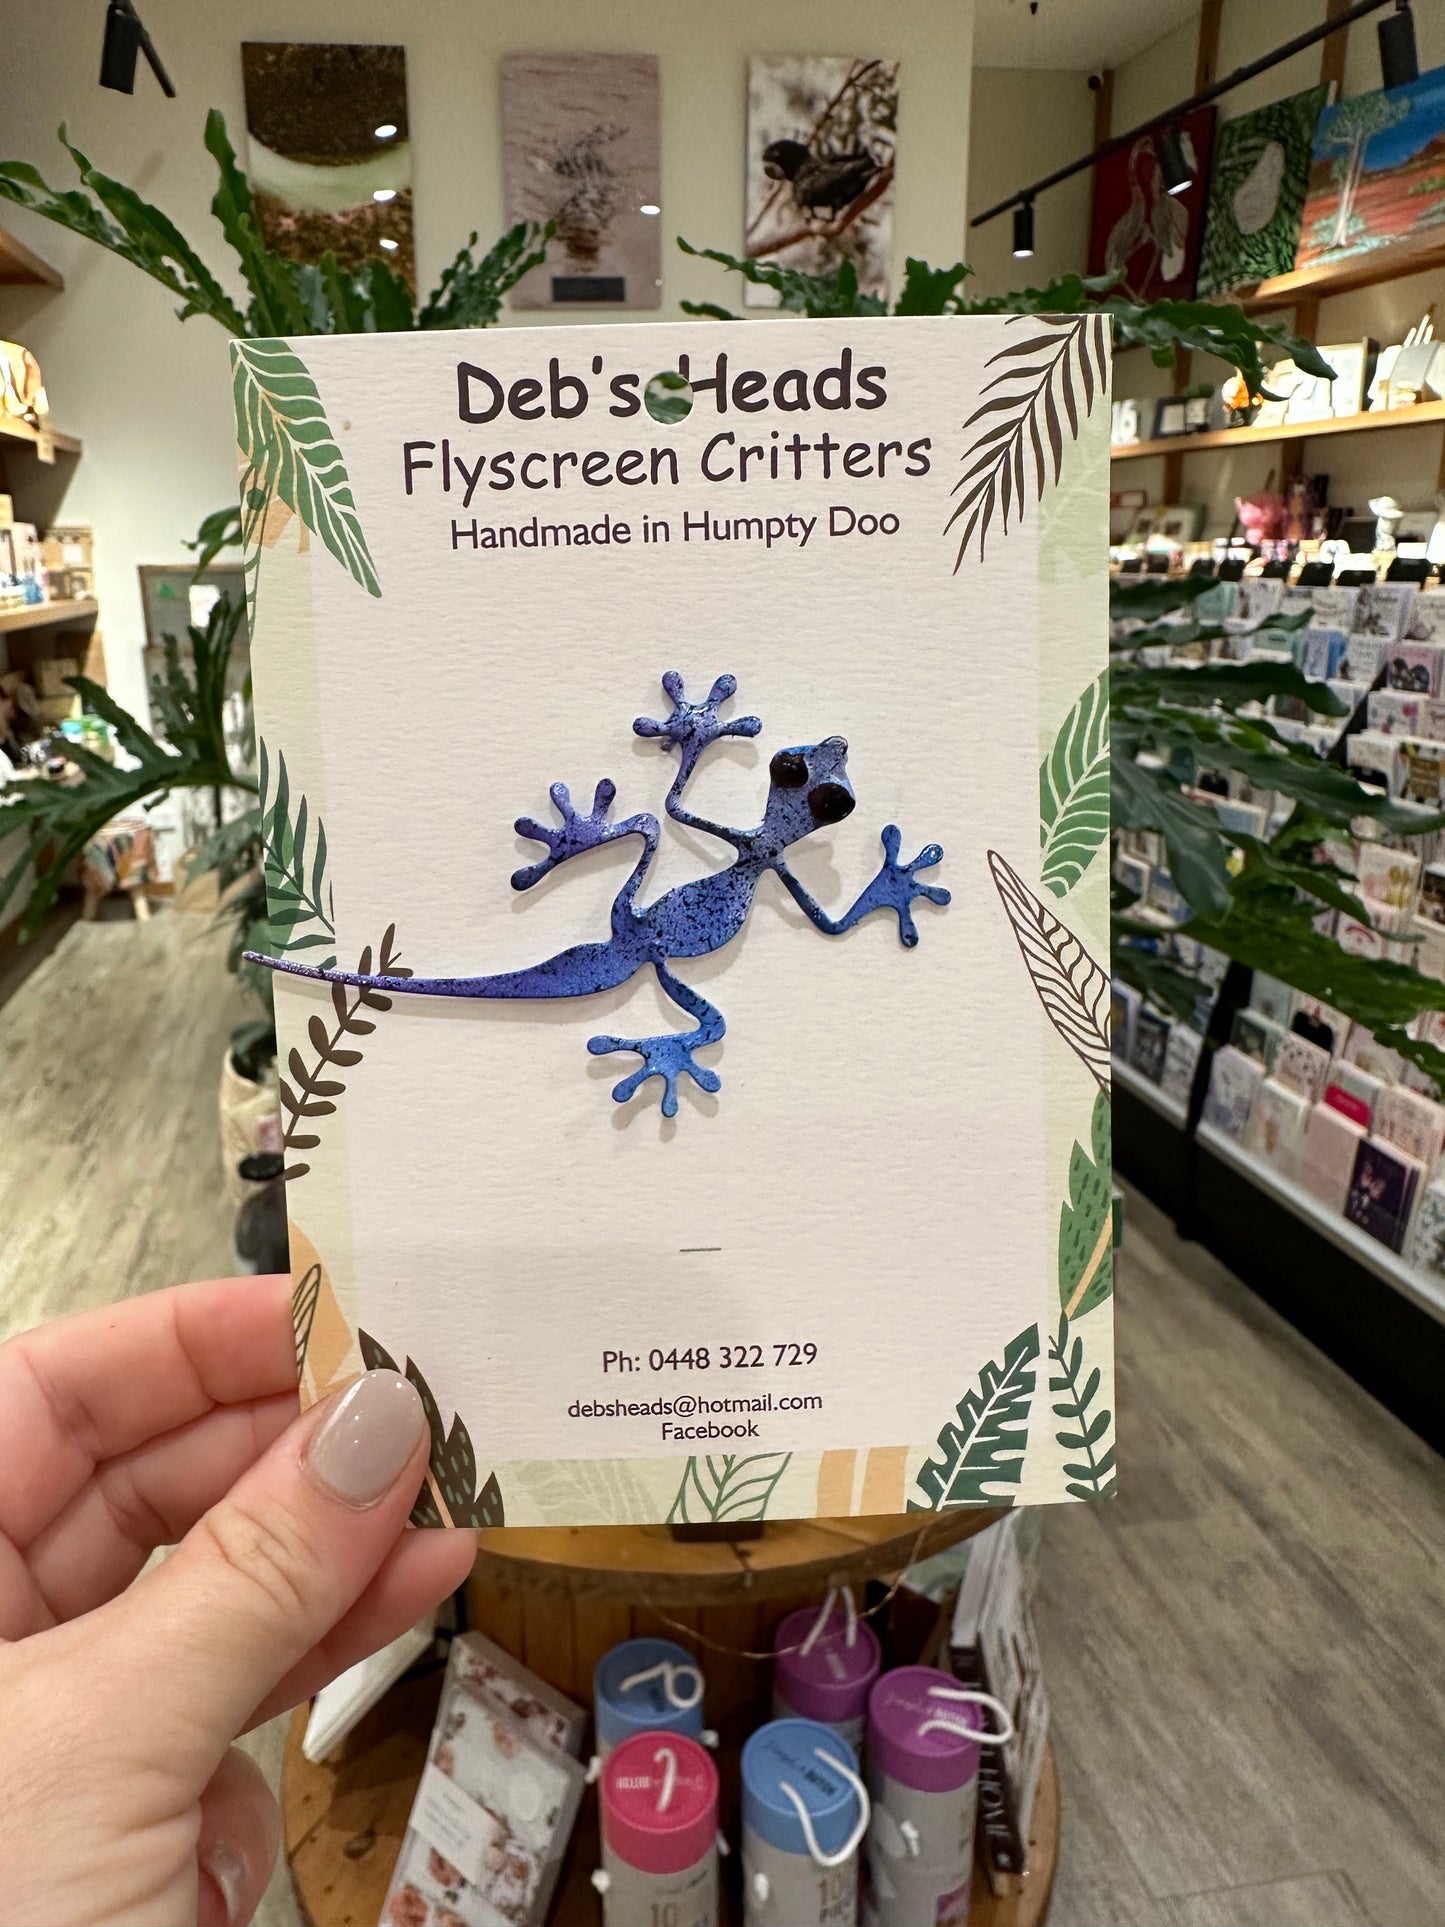 Deb's Heads
Flyscreen Critters
Handmade in Humpty Doo
Ph: 0448 322 729
debsheads@hotmail.com
Facebook